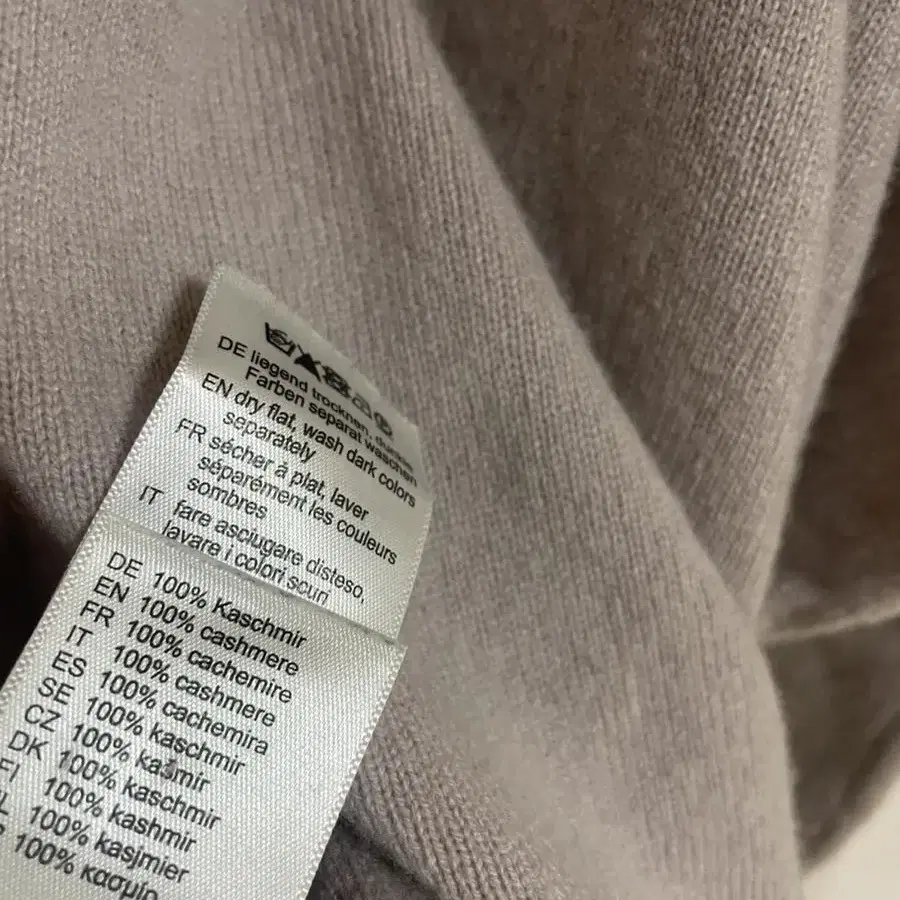 DE liegend trocknen, dunkle
Farben separat waschen
EN dry flat, wash dark colors
separately
FR sécher à plat, laver
séparément les couleurs
sombres
IT fare asciugare disteso,
lavare i colori scuri
DE 100% Kaschmir
EN 100% cashmere
FR 100% cachemire
IT 100% cashmere
ES 100% cachemira
SE 100% kaschmir
CZ 100% kašmír
DK 100% kaschmir
FI 100% kashmir
100% kasjmier
100% κασμίρ